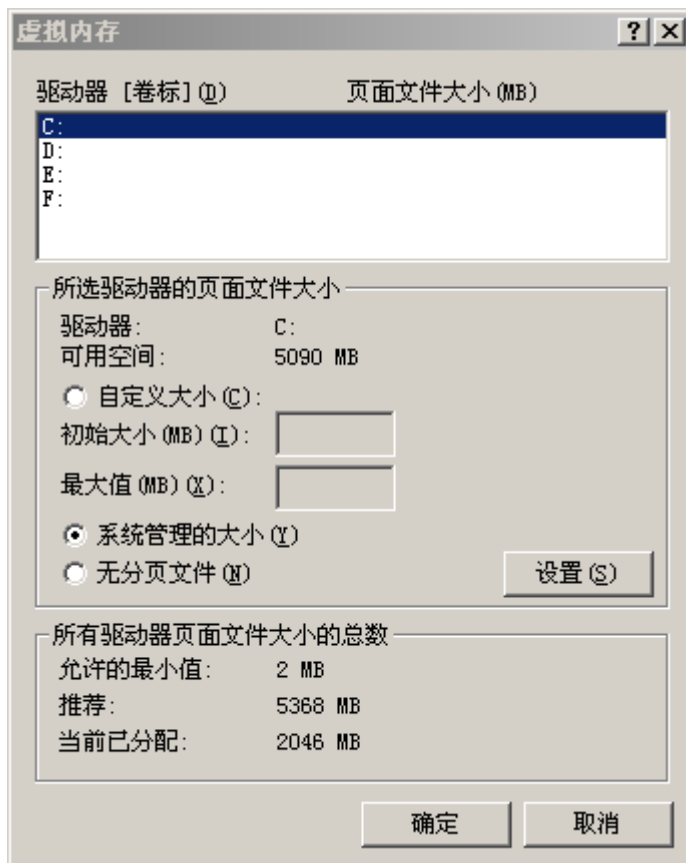 虚拟内存
驱动器 [卷标](D) 页面文件大小(MB)
C:
D:
E:
F:
所选驱动器的页面文件大小
驱动器: C:
可用空间: 5090 MB
自定义大小(C):
初始大小(MB)(I):
最大值(MB)(X):
系统管理的大小(Y)
无分页文件(N) 设置(S)
所有驱动器页面文件大小的总数
允许的最小值: 2 MB
推荐: 5368 MB
当前已分配: 2046 MB
确定 取消